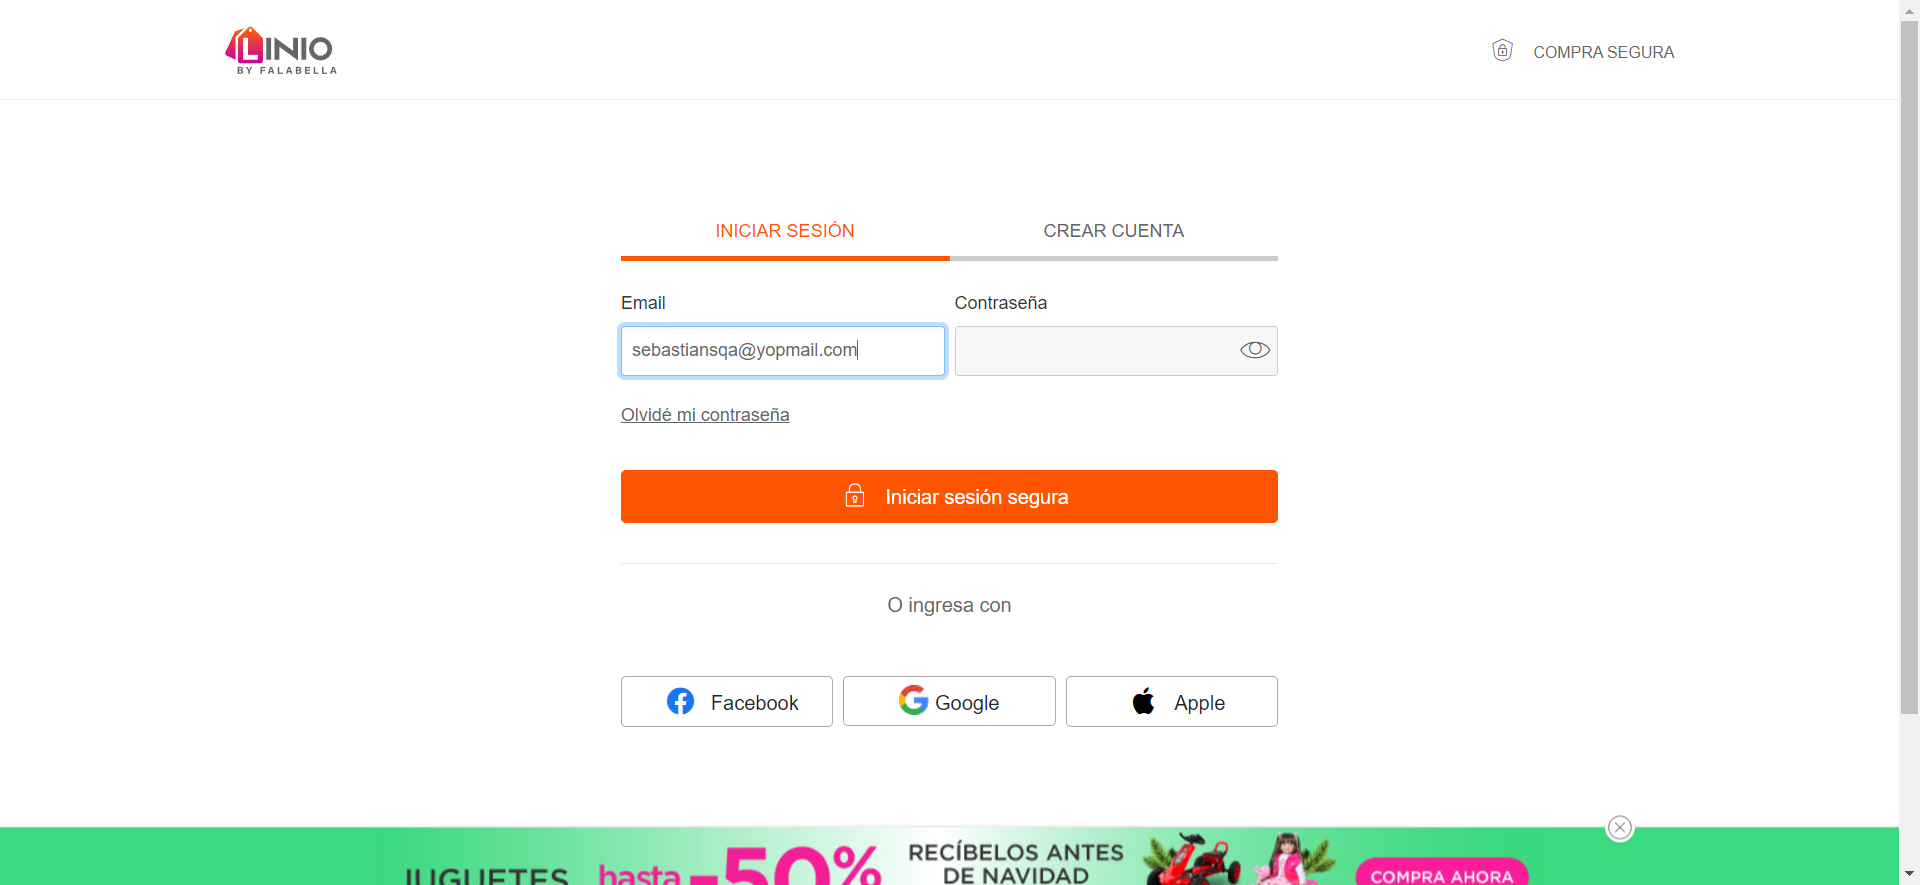 LINIO
BY FALABELLA
COMPRA SEGURA
INICIAR SESIÓN
CREAR CUENTA
Email
Contraseña
sebastiansqa@yopmail.com
Olvidé mi contraseña
Iniciar sesión segura
O ingresa con
Facebook
Google
Apple
JUGUETES hasta -50%
RECÍBELOS ANTES
DE NAVIDAD
COMPRA AHORA